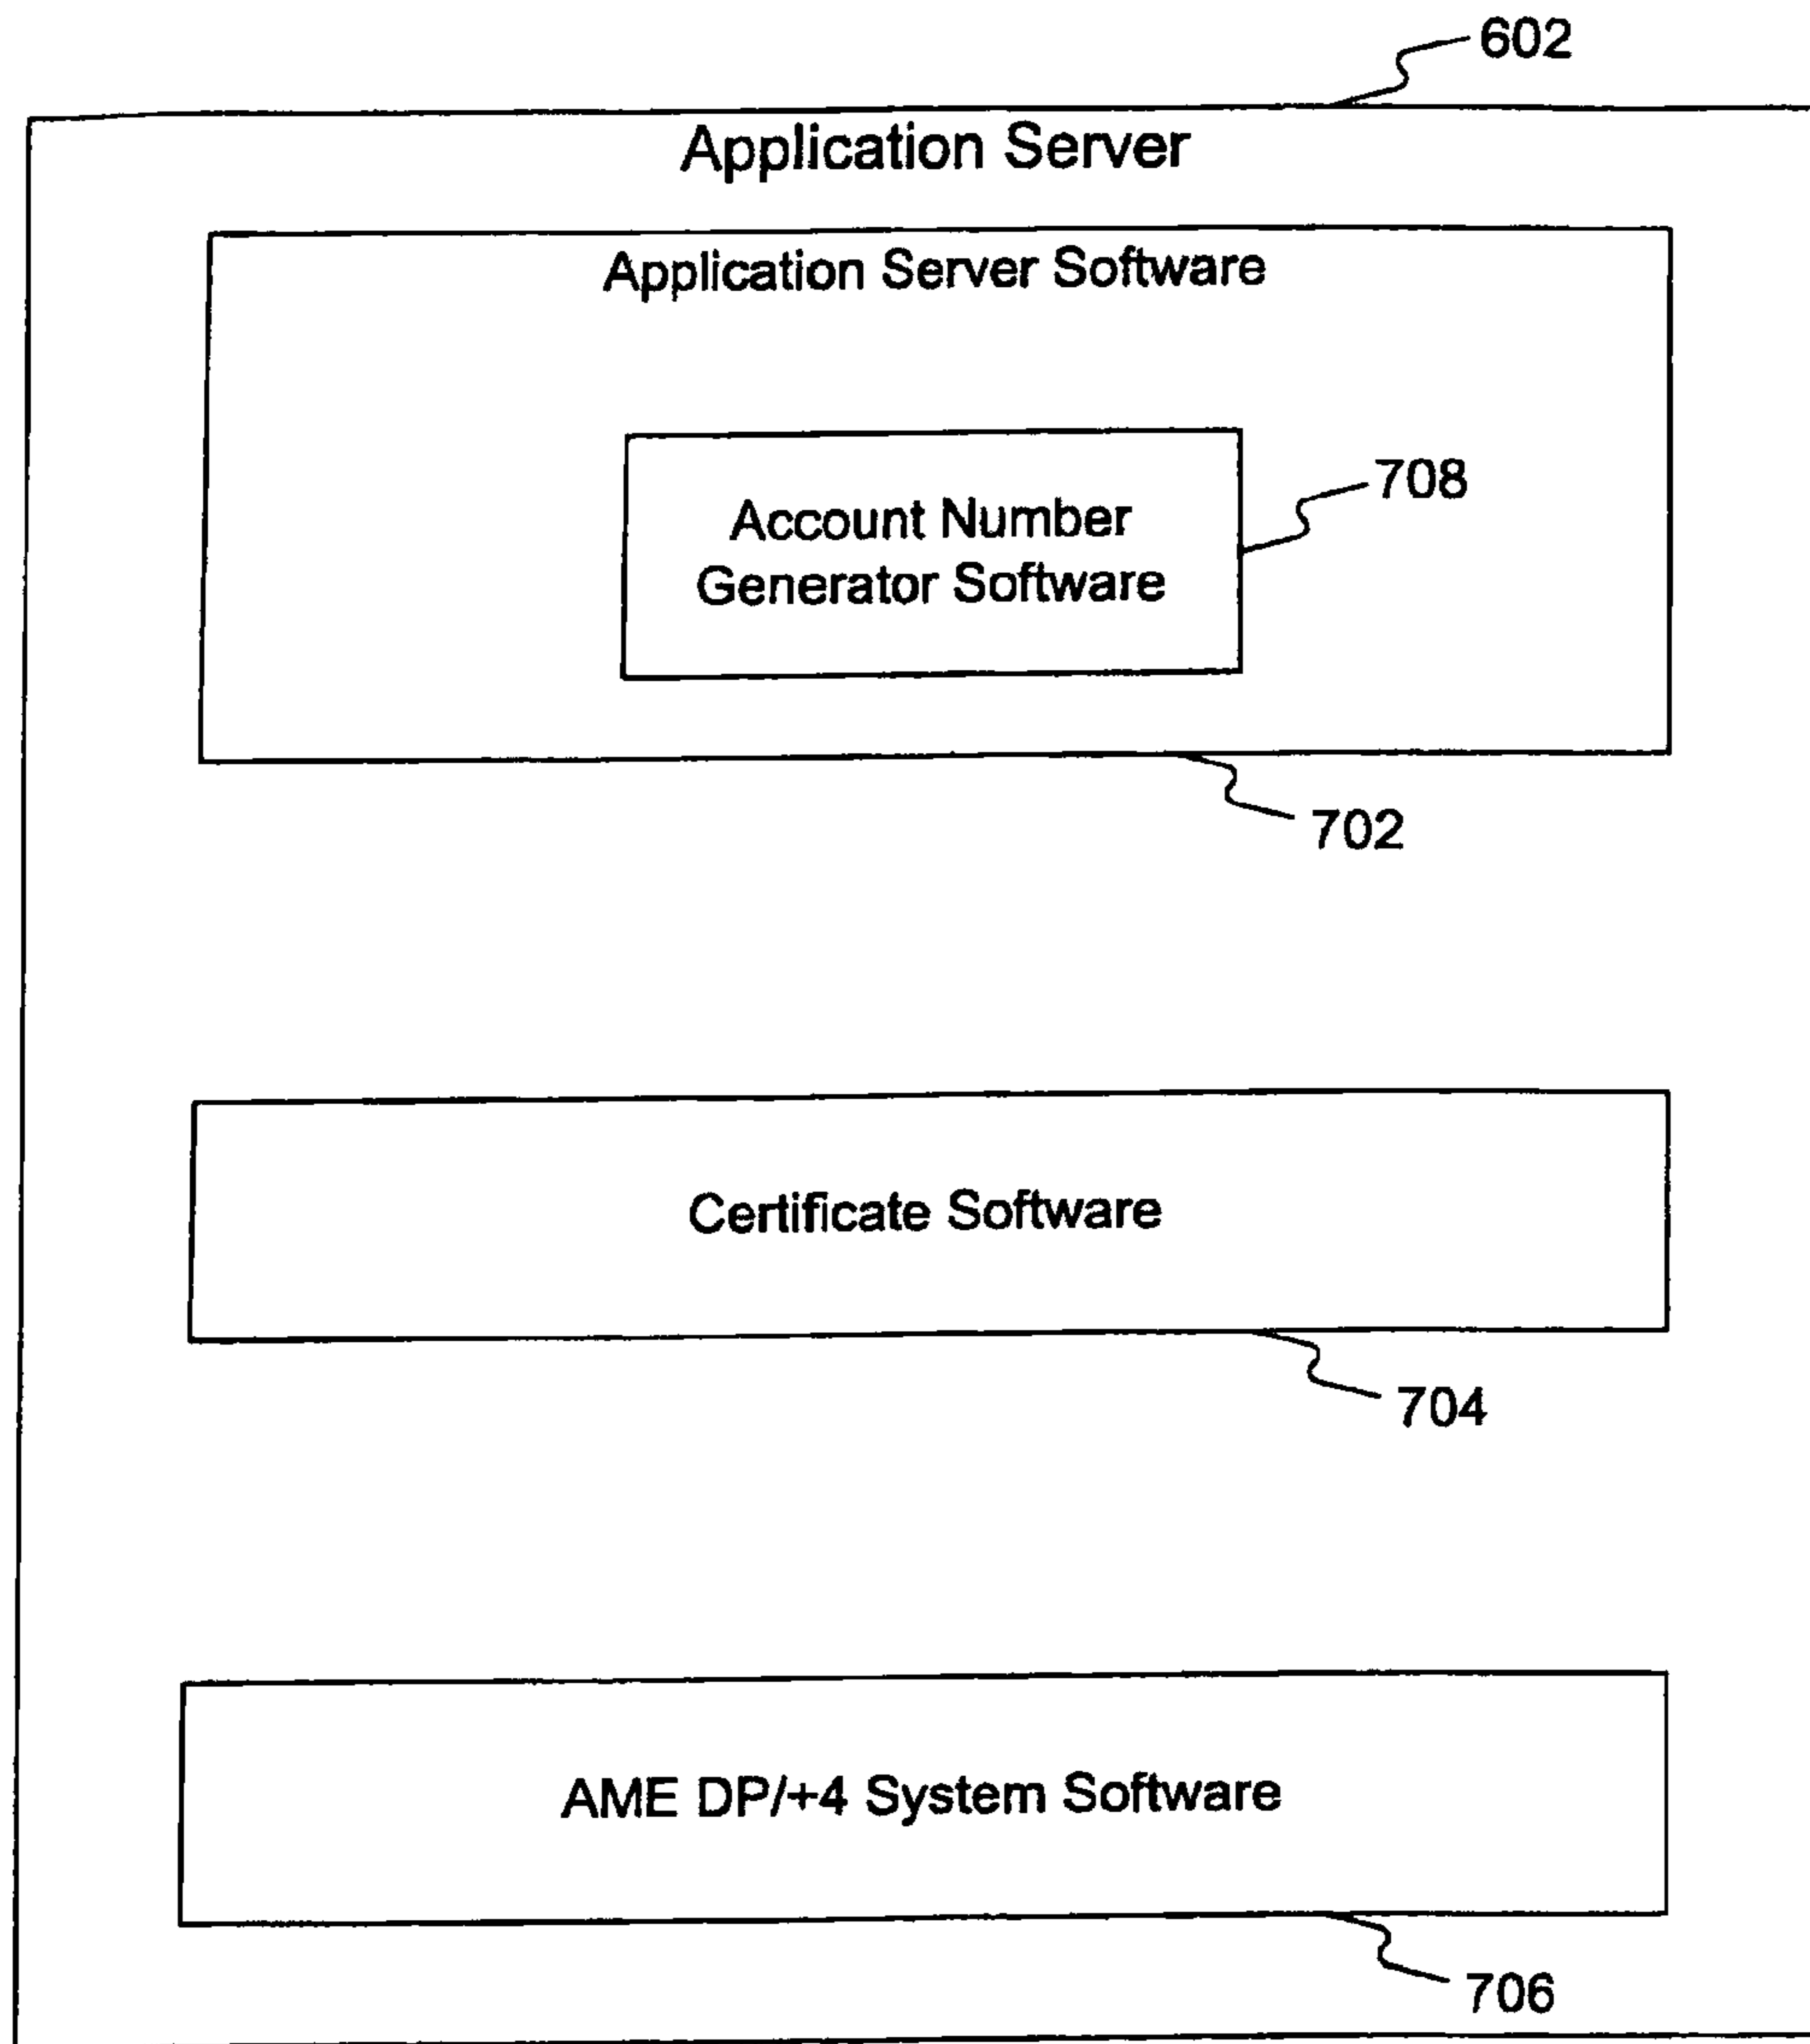 602
Application Server
Application Server Software
Account Number
Generator Software
708
702
Certificate Software
704
AME DP/+4 System Software
706